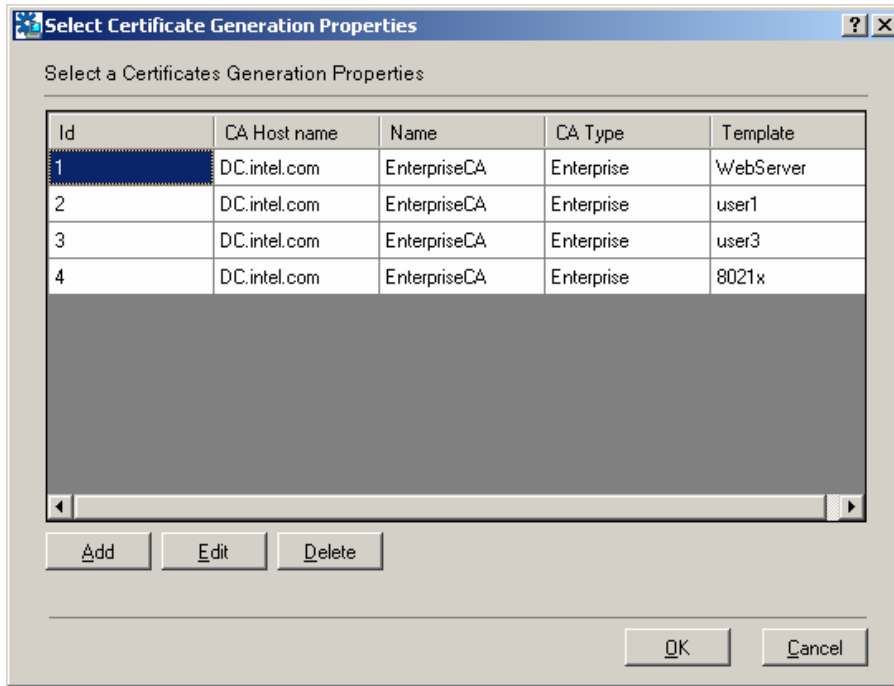 Select Certificate Generation Properties
Select a Certificates Generation Properties
Id CA Host name Name CA Type Template
1 DC.intel.com EnterpriseCA Enterprise WebServer
2 DC.intel.com EnterpriseCA Enterprise user1
3 DC.intel.com EnterpriseCA Enterprise user3
4 DC.intel.com EnterpriseCA Enterprise 8021x
Add Edit Delete
OK Cancel